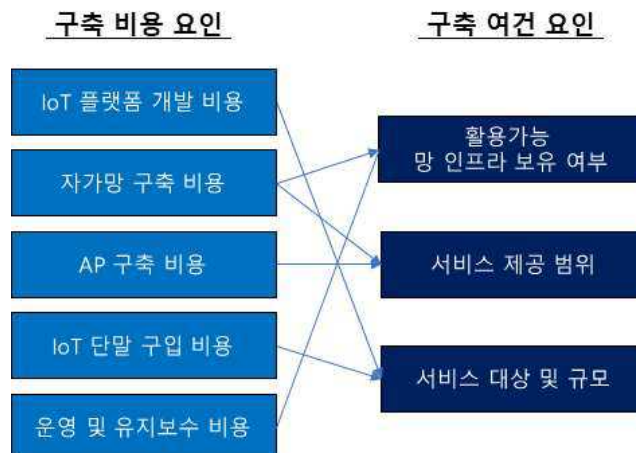 구축 비용 요인
구축 여건 요인
IoT 플랫폼 개발 비용
자가망 구축 비용
AP 구축 비용
IoT 단말 구입 비용
운영 및 유지보수 비용
활용가능
망 인프라 보유 여부
서비스 제공 범위
서비스 대상 및 규모